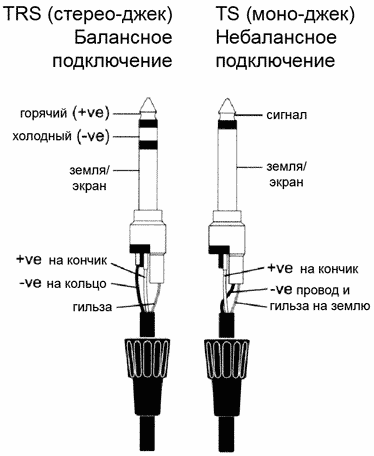 TRS (стерео-джек)
Балансное
подключение
TS (моно-джек)
Небалансное
подключение
горячий (+ve)
холодный (-ve)
земля/
экран
+ve на кончик
-ve на кольцо
гильза
сигнал
земля/
экран
+ve на кончик
-ve провод и
гильза на землю